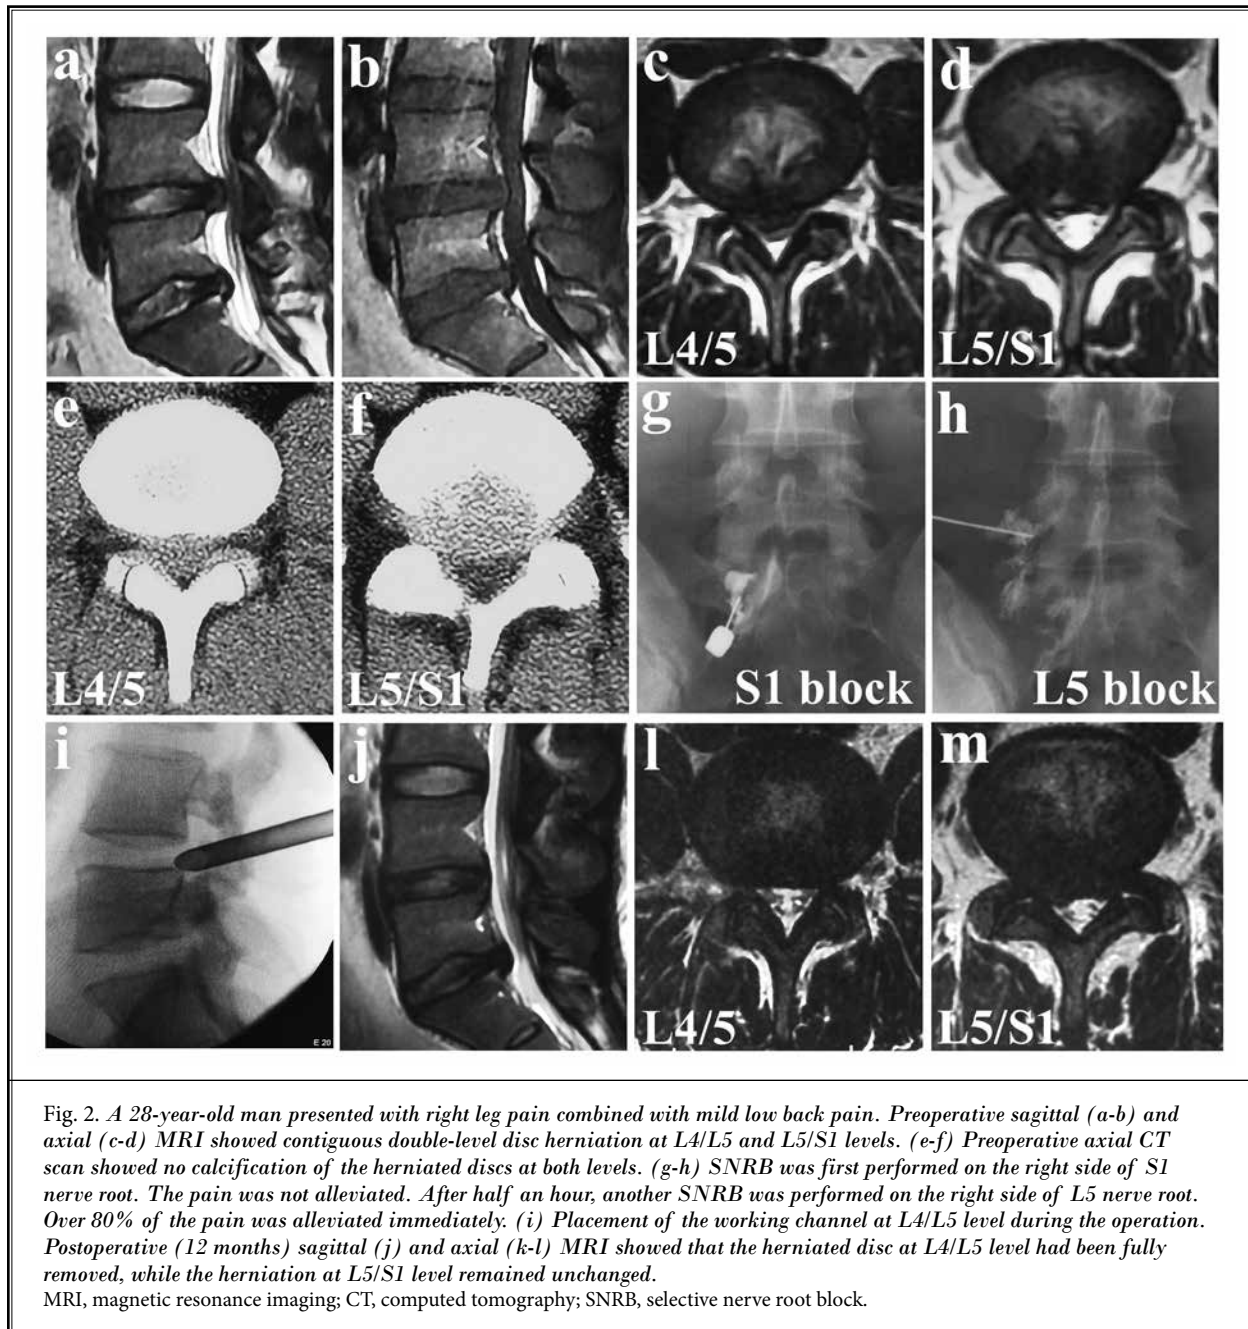 a
b
c
d
L4/5
L5/S1
e
f
g
h
L4/5
L5/S1
S1 block
L5 block
i
j
l
m
E 20
L4/5
L5/S1
Fig. 2. A 28-year-old man presented with right leg pain combined with mild low back pain. Preoperative sagittal (a-b) and
axial (c-d) MRI showed contiguous double-level disc herniation at L4/L5 and L5/S1 levels. (e-f) Preoperative axial CT
scan showed no calcification of the herniated discs at both levels. (g-h) SNRB was first performed on the right side of S1
nerve root. The pain was not alleviated. After half an hour, another SNRB was performed on the right side of L5 nerve root.
Over 80% of the pain was alleviated immediately. (i) Placement of the working channel at L4/L5 level during the operation.
Postoperative (12 months) sagittal (j) and axial (k-l) MRI showed that the herniated disc at L4/L5 level had been fully
removed, while the herniation at L5/S1 level remained unchanged.
MRI, magnetic resonance imaging; CT, computed tomography; SNRB, selective nerve root block.